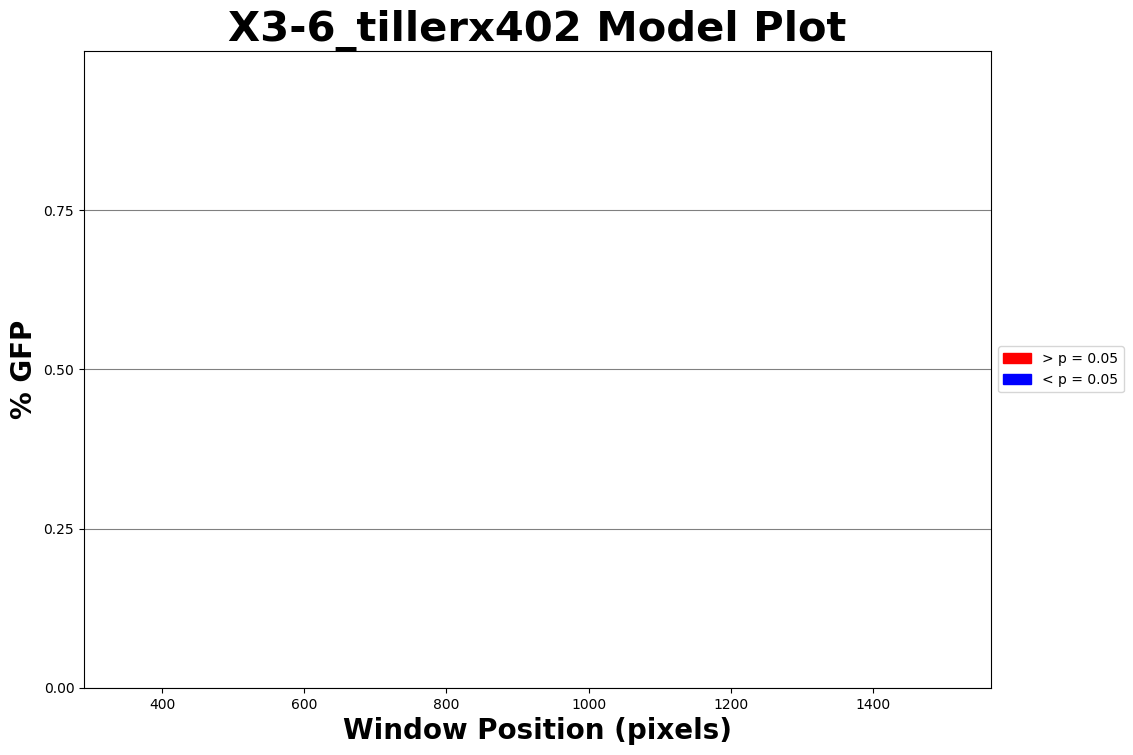 X3-6_tillerx402 Model Plot
% GFP
0.75
0.50
0.25
0.00
400 600 800 1000 1200 1400
Window Position (pixels)
> p = 0.05
< p = 0.05